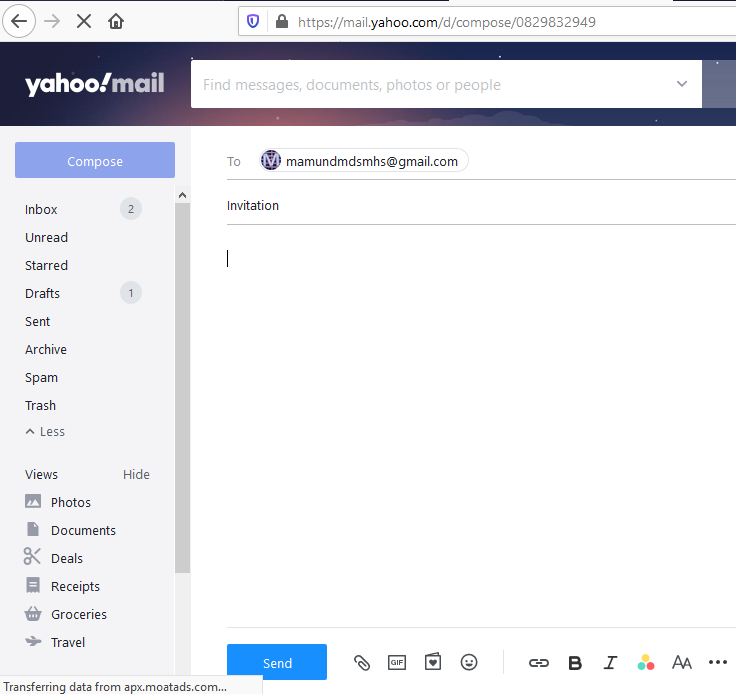 https://mail.yahoo.com/d/compose/0829832949
yahoo!mail
Find messages, documents, photos or people
Compose
To mamundmdsmhs@gmail.com
Invitation
Inbox 2
Unread
Starred
Drafts 1
Sent
Archive
Spam
Trash
Less
Views Hide
Photos
Documents
Deals
Receipts
Groceries
Travel
Send GIF B I AA
Transferring data from apx.moatads.com...